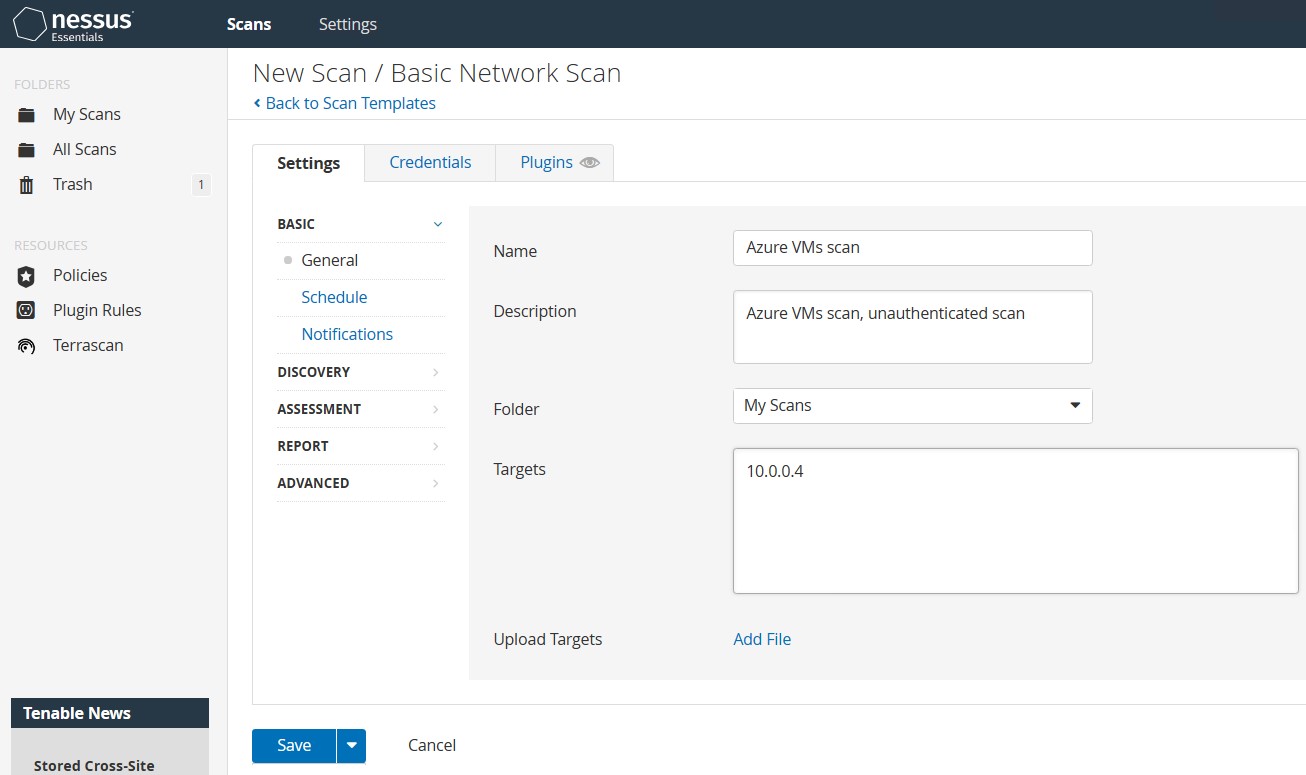 nessus
Essentials
Scans
Settings
FOLDERS
My Scans
All Scans
Trash
1
RESOURCES
Policies
Plugin Rules
Terrascan
Tenable News
Stored Cross-Site
New Scan / Basic Network Scan
Back to Scan Templates
Settings
Credentials
Plugins
BASIC
General
Schedule
Notifications
DISCOVERY
ASSESSMENT
REPORT
ADVANCED
Name
Azure VMs scan
Description
Azure VMs scan, unauthenticated scan
Folder
My Scans
Targets
10.0.0.4
Upload Targets
Add File
Save
Cancel